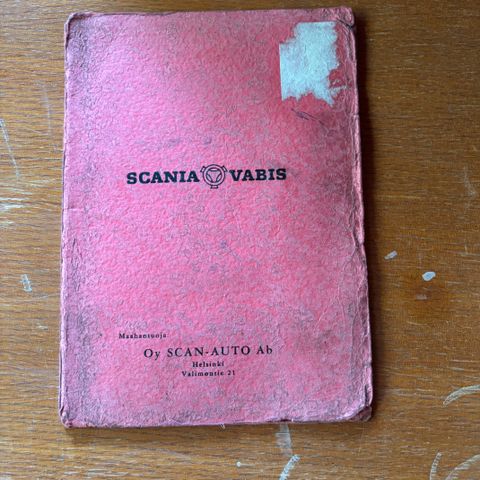 SCANIA VABIS
Maahantuoja:
Oy SCAN-AUTO Ab
Helsinki
Valimontie 21